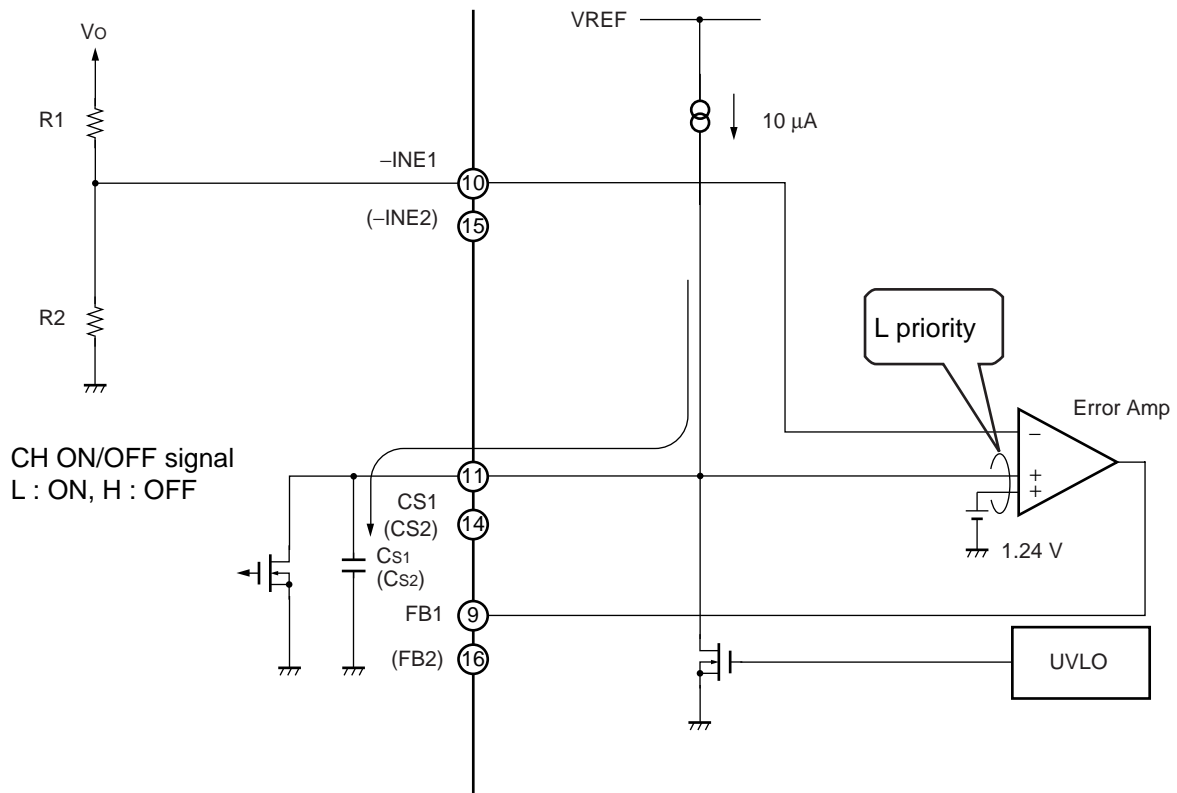 VREF
VO
R1
10 μA
−INE1
10
(−INE2)
15
R2
L priority
Error Amp
−
+
+
1.24 V
CH ON/OFF signal
L : ON, H : OFF
11
CS1
(CS2)
14
CS1
(CS2)
FB1
9
(FB2)
16
UVLO